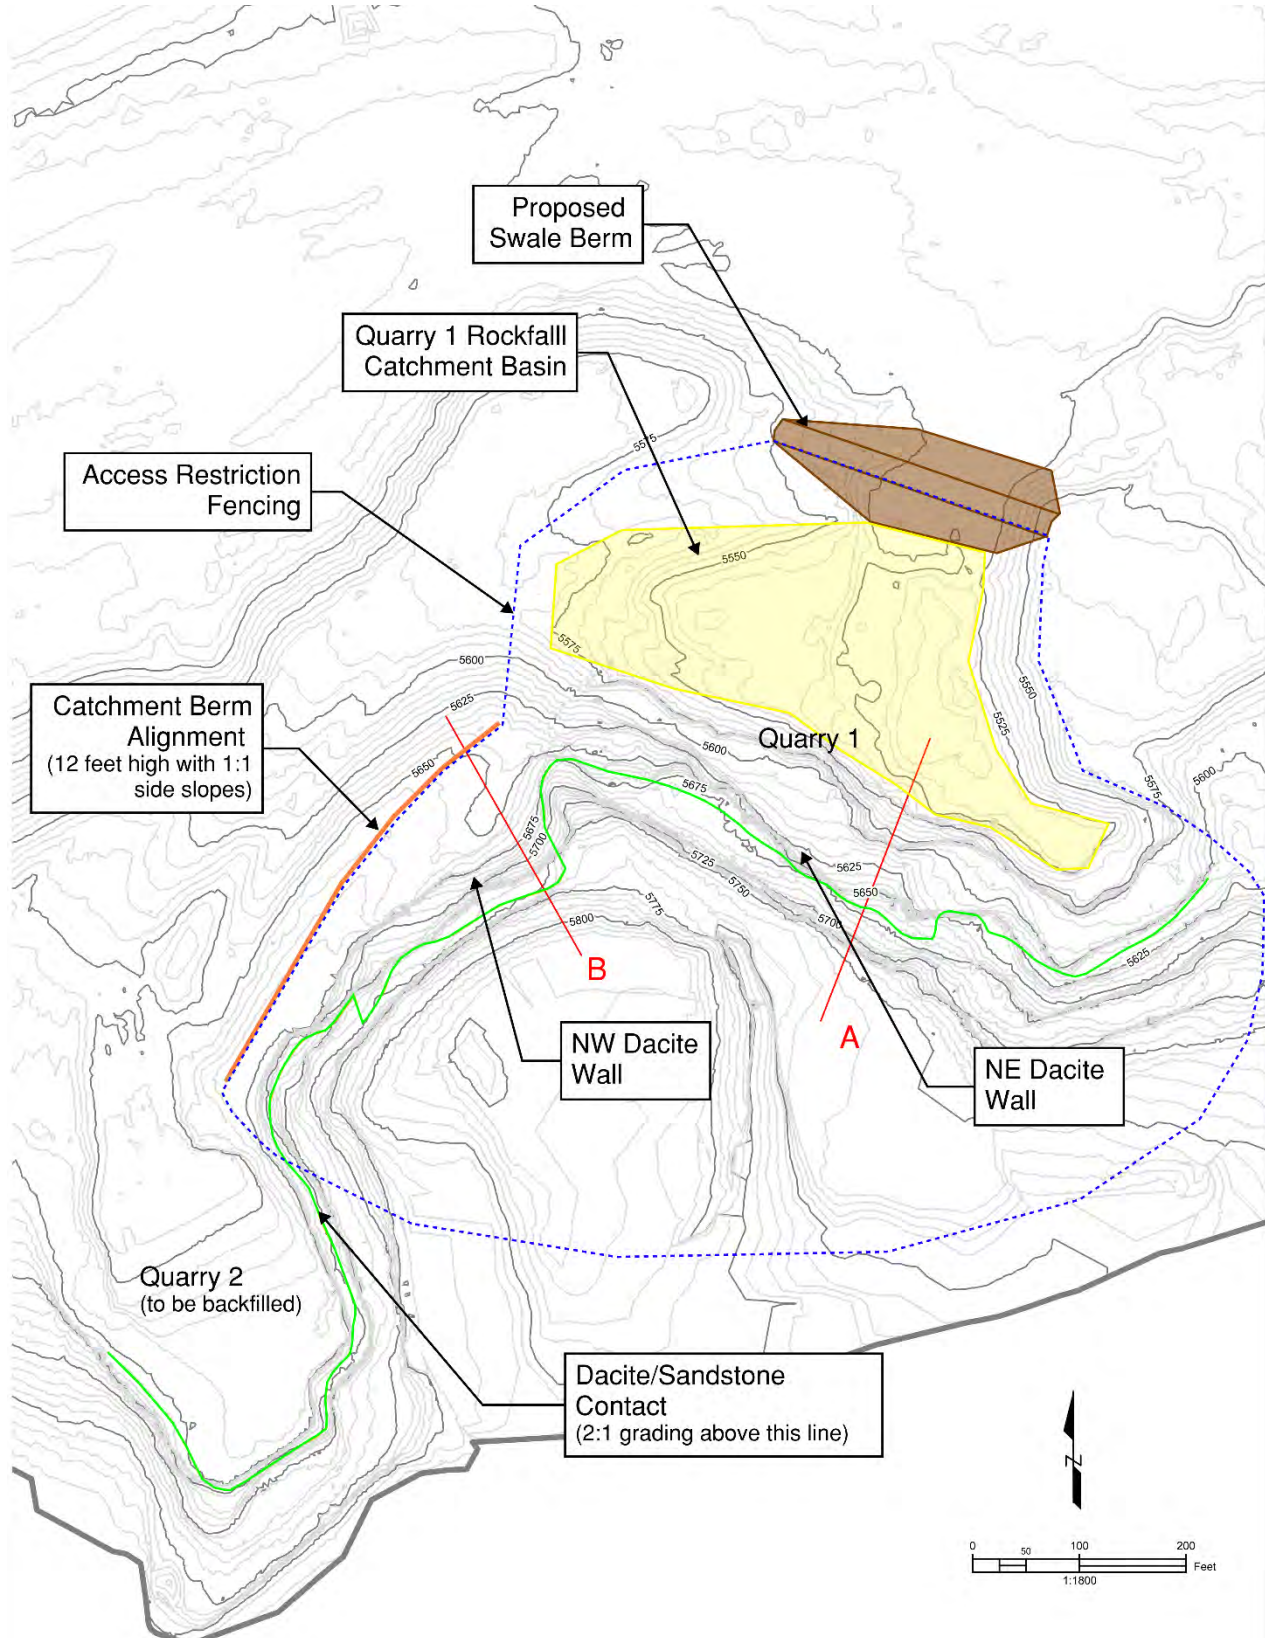 Proposed
Swale Berm
Quarry 1 Rockfalll
Catchment Basin
5575
Access Restriction
Fencing
5550
5575
5600
5625
Catchment Berm
Alignment
(12 feet high with 1:1
side slopes)
5650
Quarry 1
5600
5550
5525
5575
5600
5675
5675
5700
5725
5750
5625
5650
5700
5775
5800
5625
B
A
NW Dacite
Wall
NE Dacite
Wall
Quarry 2
(to be backfilled)
Dacite/Sandstone
Contact
(2:1 grading above this line)
N
0 50 100 200
Feet
1:1800